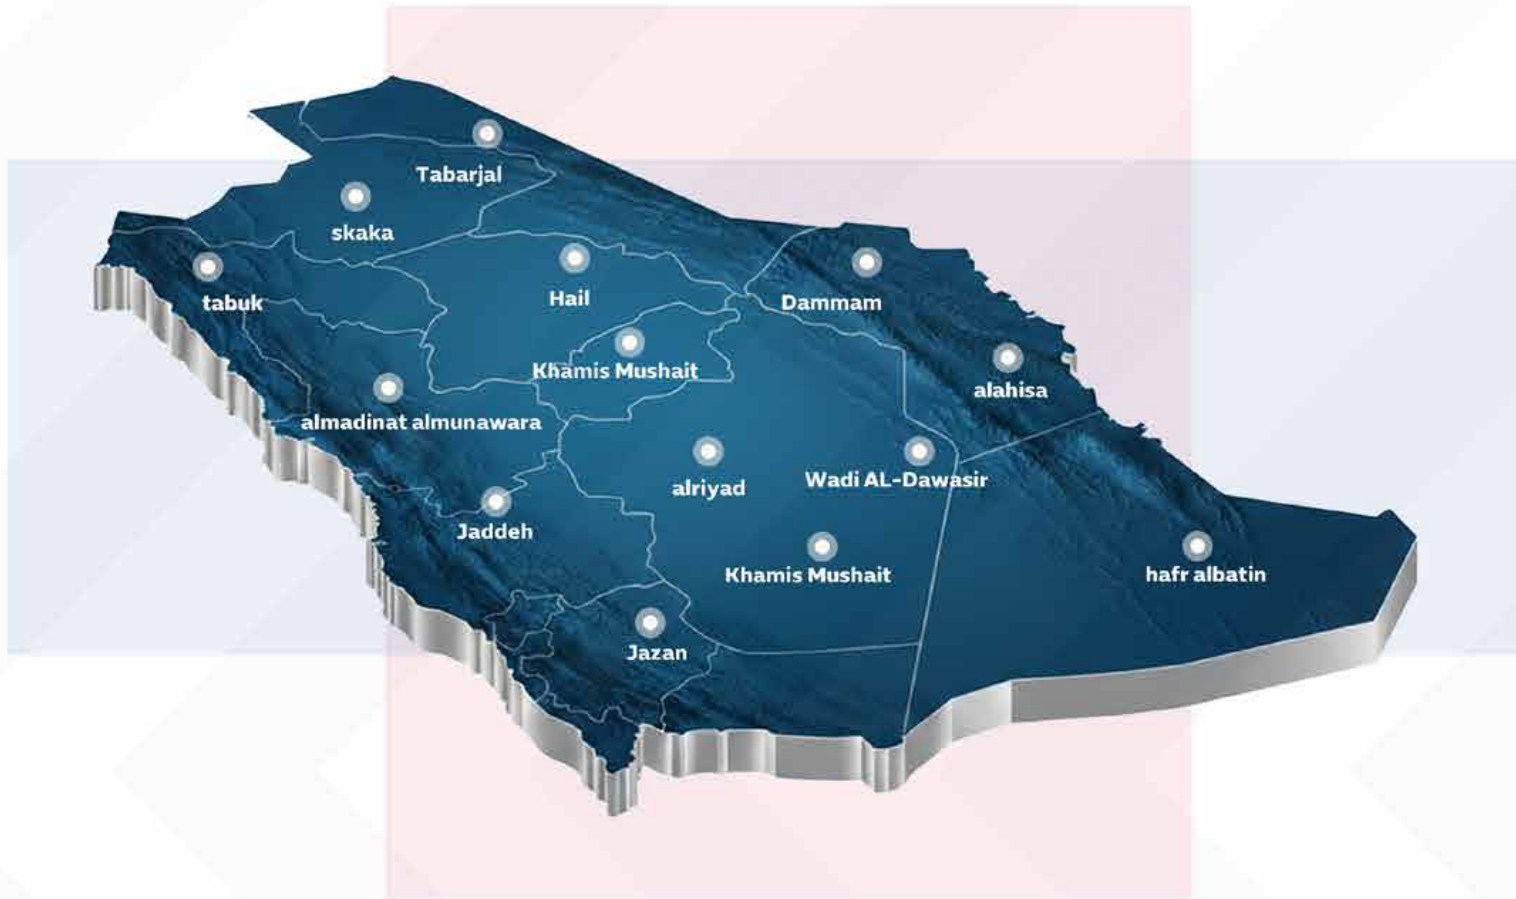 Tabarjal
skaka
tabuk
Hail
Dammam
Khamis Mushait
alahisa
almadinat almunawara
alriyad
Wadi AL-Dawasir
Jaddeh
Khamis Mushait
hafr albatin
Jazan